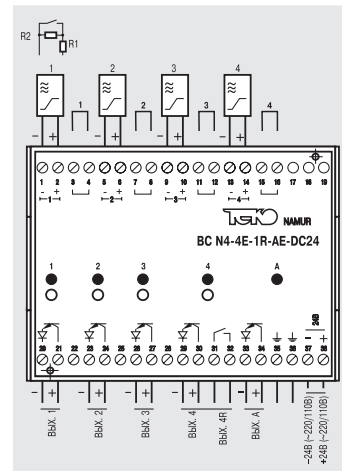 R2
R1
1 2 3 4
1 2 3 4
− + − + − + − +
1 2 3 4 5 6 7 8 9 10 11 12 13 14 15 16 17 18 19
- + - + - + - +
1 2 3 4
TEKO NAMUR
BC N4-4E-1R-AE-DC24
1 2 3 4 A
24В
− +
20 21 22 23 24 25 26 27 28 29 30 31 32 33 34 35 36 37 38
− + − + − + − + − +
ВЫХ. 1
ВЫХ. 2
ВЫХ. 3
ВЫХ. 4
ВЫХ. 4R
ВЫХ. А
−24В (~220/110В)
+24В (~220/110В)